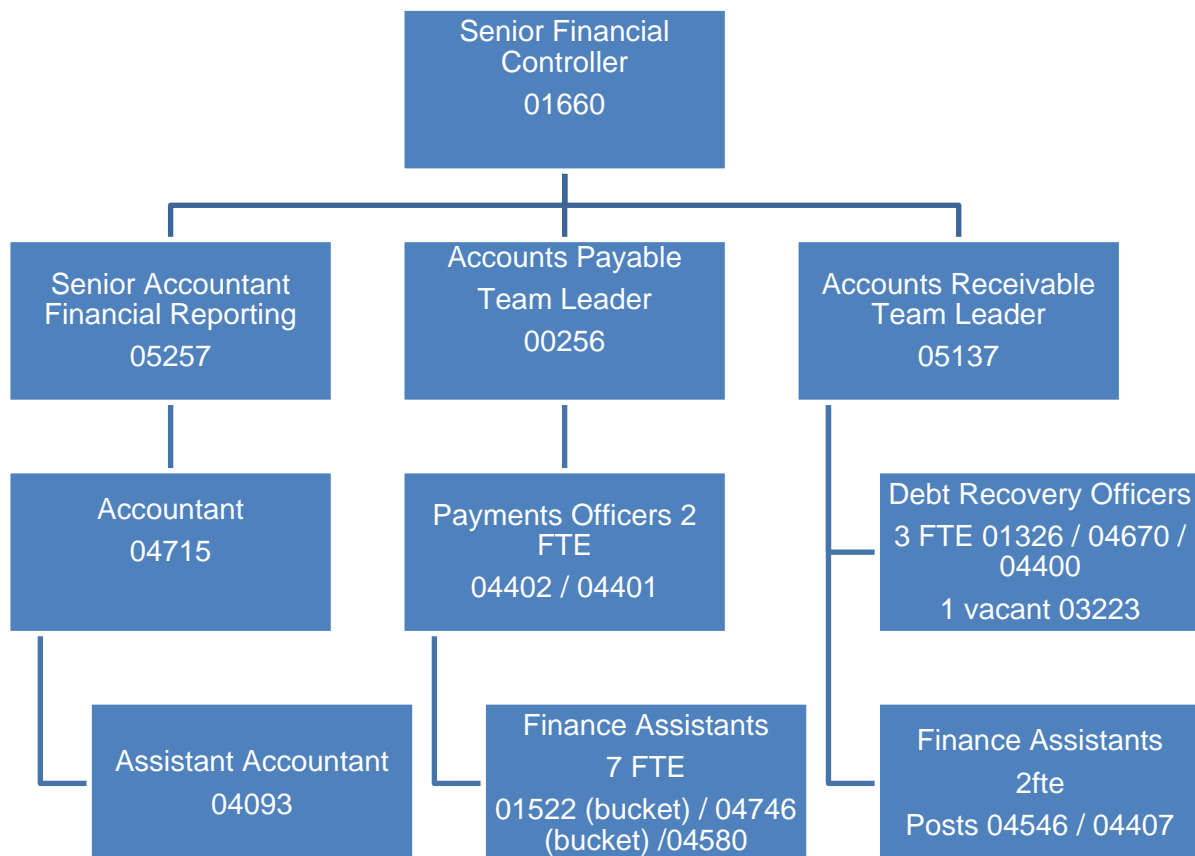 Senior Financial
Controller
01660
Senior Accountant
Financial Reporting
05257
Accounts Payable
Team Leader
00256
Accounts Receivable
Team Leader
05137
Accountant
04715
Payments Officers 2
FTE
04402 / 04401
Debt Recovery Officers
3 FTE 01326 / 04670 /
04400
1 vacant 03223
Assistant Accountant
04093
Finance Assistants
7 FTE
01522 (bucket) / 04746
(bucket) /04580
Finance Assistants
2fte
Posts 04546 / 04407